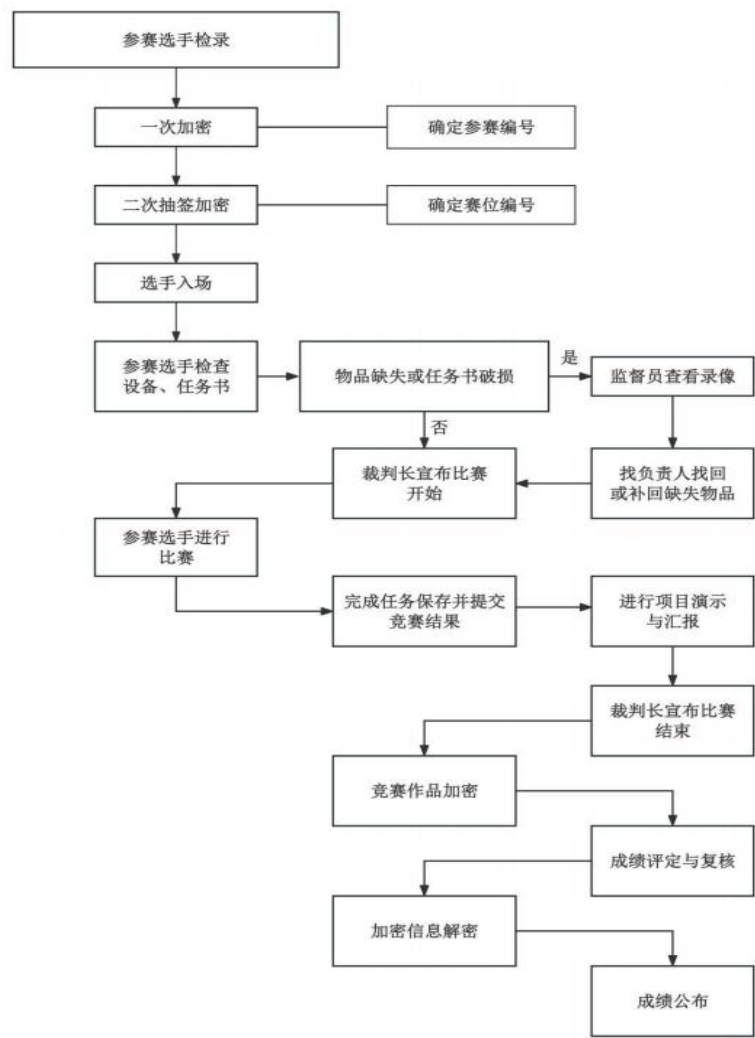 参赛选手检录
一次加密
确定参赛编号
二次抽签加密
确定赛位编号
选手入场
参赛选手检查
设备、任务书
物品缺失或任务书破损
是
监督员查看录像
否
裁判长宣布比赛
开始
找负责人找回
或补回缺失物品
参赛选手进行
比赛
完成任务保存并提交
竞赛结果
进行项目演示
与汇报
裁判长宣布比赛
结束
竞赛作品加密
成绩评定与复核
加密信息解密
成绩公布